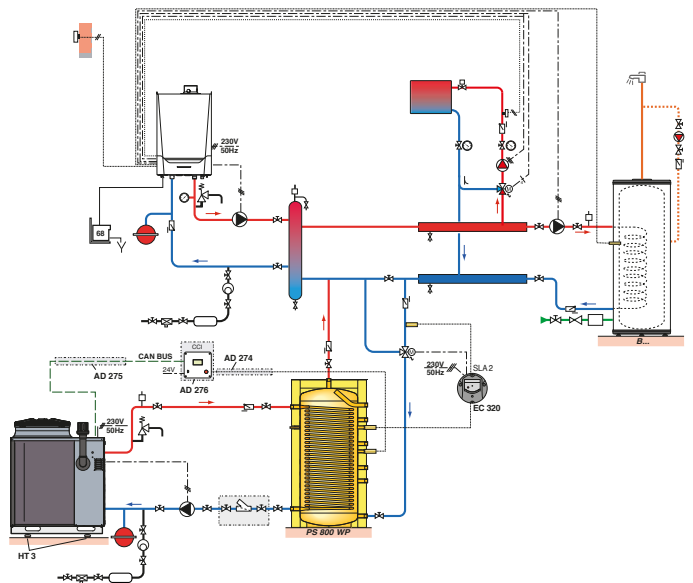 230V
50Hz
68
CCI
CAN BUS
AD 274
24V
AD 275
AD 276
230V
50Hz
SLA 2
EC 320
230V
50Hz
B...
PS 800 WP
HT 3